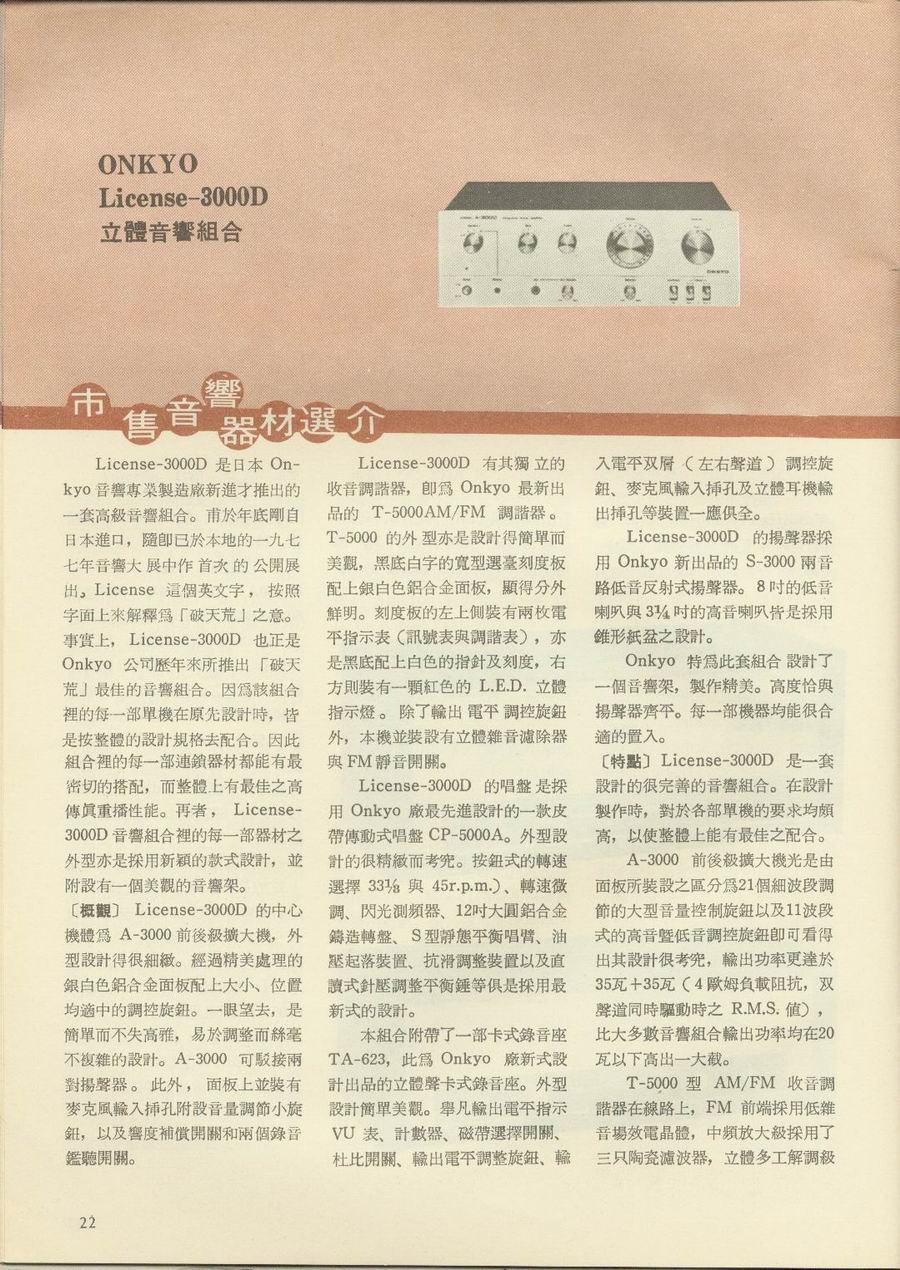 ONKYO
License-3000D
立體音響組合
A-3000
ONKYO
市售音響器材選介
License-3000D 是日本 On-
kyo 音響專業製造廠新進才推出的
一套高級音響組合。甫於年底剛自
日本進口，隨即已於本地的一九七
七年音響大展中作首次的公開展
出。License 這個英文字，按照
字面上來解釋爲「破天荒」之意。
事實上，License-3000D 也正是
Onkyo 公司歷年來所推出「破天
荒」最佳的音響組合。因爲該組合
裡的每一部單機在原先設計時，皆
是按整體的設計規格去配合。因此
組合裡的每一部連鎖器材都能有最
密切的搭配，而整體上有最佳之高
傳眞重播性能。再者，License-
3000D 音響組合裡的每一部器材之
外型亦是採用新穎的款式設計，並
附設有一個美觀的音響架。
〔概觀〕License-3000D 的中心
機體爲 A-3000 前後級擴大機，外
型設計得很細緻。經過精美處理的
銀白色鋁合金面板配上大小、位置
均適中的調控旋鈕。一眼望去，是
簡單而不失高雅，易於調整而絲毫
不複雜的設計。A-3000 可駁接兩
對揚聲器。此外，面板上並裝有
麥克風輸入揷孔附設音量調節小旋
鈕，以及響度補償開關和兩個錄音
鑑聽開關。
License-3000D 有其獨立的
收音調諧器，卽爲 Onkyo 最新出
品的 T-5000AM/FM 調諧器。
T-5000 的外型亦是設計得簡單而
美觀，黑底白字的寬型選臺刻度板
配上銀白色鋁合金面板，顯得分外
鮮明。刻度板的左上側裝有兩枚電
平指示表（訊號表與調諧表），亦
是黑底配上白色的指針及刻度，右
方則裝有一顆紅色的 L.E.D. 立體
指示燈。除了輸出電平調控旋鈕
外，本機並裝設有立體雜音濾除器
與 FM 靜音開關。
License-3000D 的唱盤是採
用 Onkyo 廠最先進設計的一款皮
帶傳動式唱盤 CP-5000A。外型設
計的很精緻而考究。按鈕式的轉速
選擇 33⅓ 與 45r.p.m.）、轉速微
調、閃光測頻器、12吋大圓鋁合金
鑄造轉盤、S型靜態平衡唱臂、油
壓起落裝置、抗滑調整裝置以及直
讀式針壓調整平衡錘等俱是採用最
新式的設計。
本組合附帶了一部卡式錄音座
TA-623，此爲 Onkyo 廠新式設
計出品的立體聲卡式錄音座。外型
設計簡單美觀。舉凡輸出電平指示
VU 表、計數器、磁帶選擇開關、
杜比開關、輸出電平調整旋鈕、輸
入電平双層（左右聲道）調控旋
鈕、麥克風輸入揷孔及立體耳機輸
出揷孔等裝置一應俱全。
License-3000D 的揚聲器採
用 Onkyo 新出品的 S-3000 兩音
路低音反射式揚聲器。8吋的低音
喇叭與3¼吋的高音喇叭皆是採用
錐形紙盆之設計。
Onkyo 特爲此套組合設計了
一個音響架，製作精美。高度恰與
揚聲器齊平。每一部機器均能很合
適的置入。
〔特點〕License-3000D 是一套
設計的很完善的音響組合。在設計
製作時，對於各部單機的要求均頗
高，以使整體上能有最佳之配合。
A-3000 前後級擴大機光是由
面板所裝設之區分爲21個細波段調
節的大型音量控制旋鈕以及11波段
式的高音曁低音調控旋鈕卽可看得
出其設計很考究，輸出功率更達於
35瓦＋35瓦（4歐姆負載阻抗，双
聲道同時驅動時之 R.M.S. 値），
比大多數音響組合輸出功率均在20
瓦以下高出一大截。
T-5000 型 AM/FM 收音調
諧器在線路上，FM 前端採用低雜
音場效電晶體，中頻放大級採用了
三只陶瓷濾波器，立體多工解調級
22